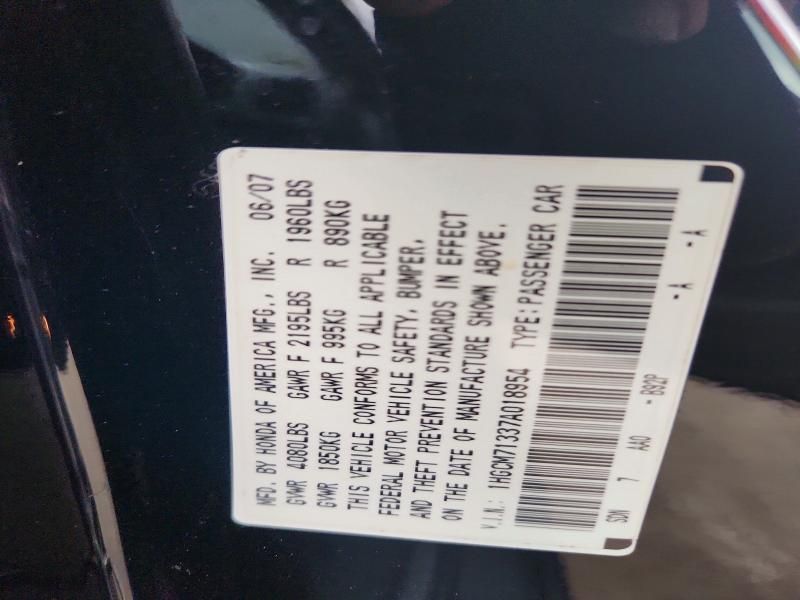 MFD. BY HONDA OF AMERICA MFG., INC. 06/07
GVWR 4080LBS GAWR F 2195LBS R 1960LBS
GVWR 1850KG GAWR F 995KG R 890KG
THIS VEHICLE CONFORMS TO ALL APPLICABLE
FEDERAL MOTOR VEHICLE SAFETY, BUMPER,
AND THEFT PREVENTION STANDARDS IN EFFECT
ON THE DATE OF MANUFACTURE SHOWN ABOVE.
V.I.N.: 1HGCM71337A018954 TYPE:PASSENGER CAR
SDN 7 AA0 - B92P -A -A